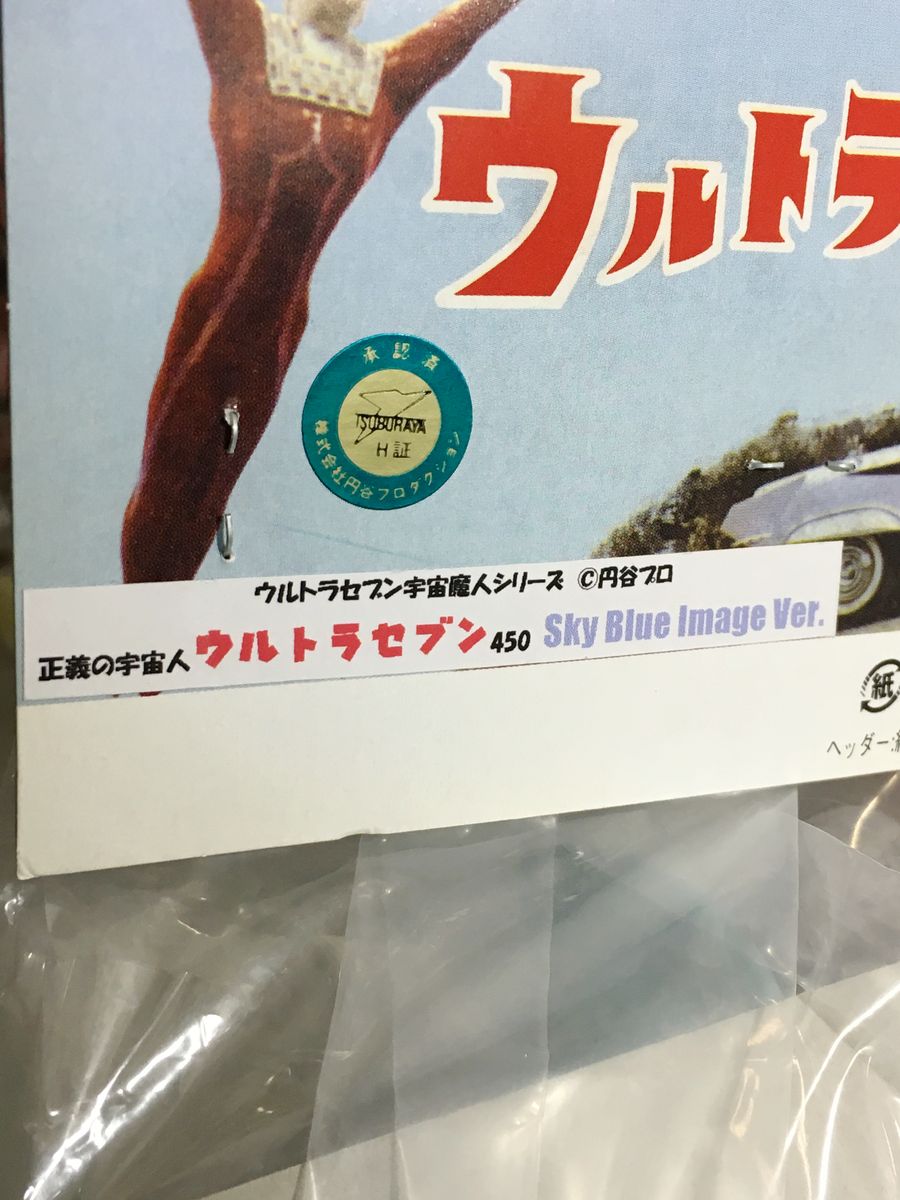 ウルトラ
承認済
TSUBURAYA
H証
株式会社円谷プロダクション
ウルトラセブン宇宙魔人シリーズ ©円谷プロ
正義の宇宙人 ウルトラセブン 450 Sky Blue Image Ver.
紙
ヘッダー: